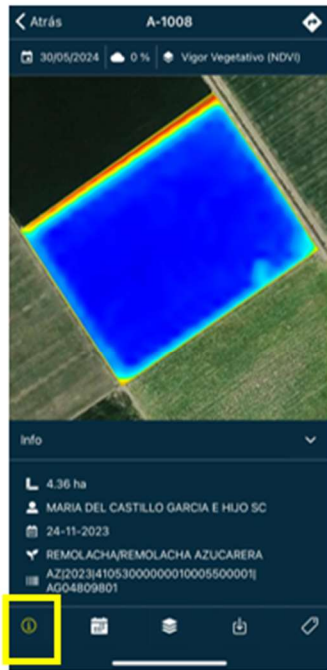 Atrás A-1008
30/05/2024 0 % Vigor Vegetativo (NDVI)
Info
4.36 ha
MARIA DEL CASTILLO GARCIA E HIJO SC
24-11-2023
REMOLACHA/REMOLACHA AZUCARERA
AZ|2023|41053000000010005500001|
AG04809801